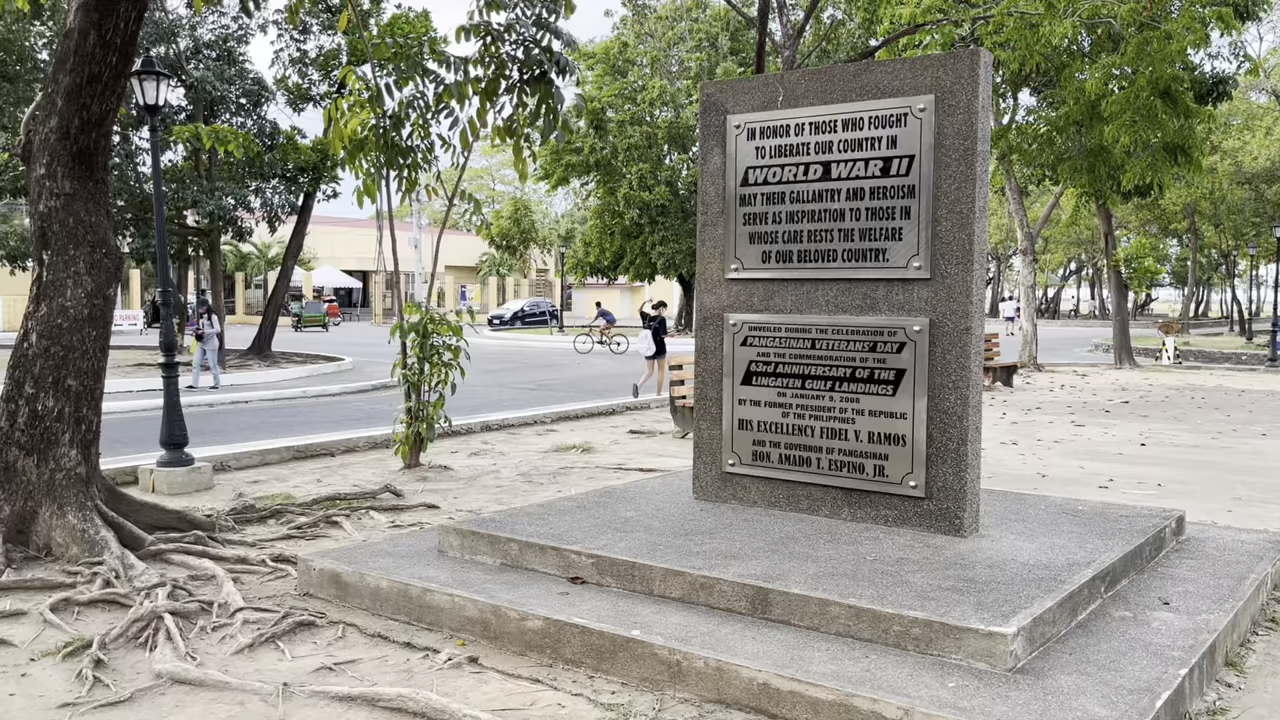 IN HONOR OF THOSE WHO FOUGHT
TO LIBERATE OUR COUNTRY IN
WORLD WAR II
MAY THEIR GALLANTRY AND HEROISM
SERVE AS INSPIRATION TO THOSE IN
WHOSE CARE RESTS THE WELFARE
OF OUR BELOVED COUNTRY.
UNVEILED DURING THE CELEBRATION OF
PANGASINAN VETERANS' DAY
AND THE COMMEMORATION OF THE
63rd ANNIVERSARY OF THE
LINGAYEN GULF LANDINGS
ON JANUARY 9, 2008
BY THE FORMER PRESIDENT OF THE REPUBLIC
OF THE PHILIPPINES
HIS EXCELLENCY FIDEL V. RAMOS
AND THE GOVERNOR OF PANGASINAN
HON. AMADO T. ESPINO, JR.
PARKING